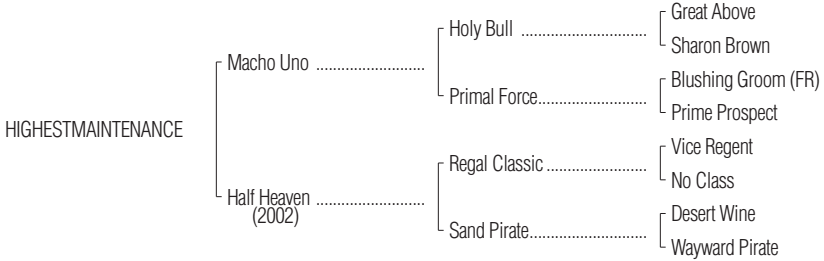 Great Above
Holy Bull ..............................
Sharon Brown
Macho Uno ..........................
Blushing Groom (FR)
Primal Force..........................
Prime Prospect
HIGHESTMAINTENANCE
Vice Regent
Regal Classic ........................
No Class
Half Heaven ..........................
(2002)
Desert Wine
Sand Pirate............................
Wayward Pirate